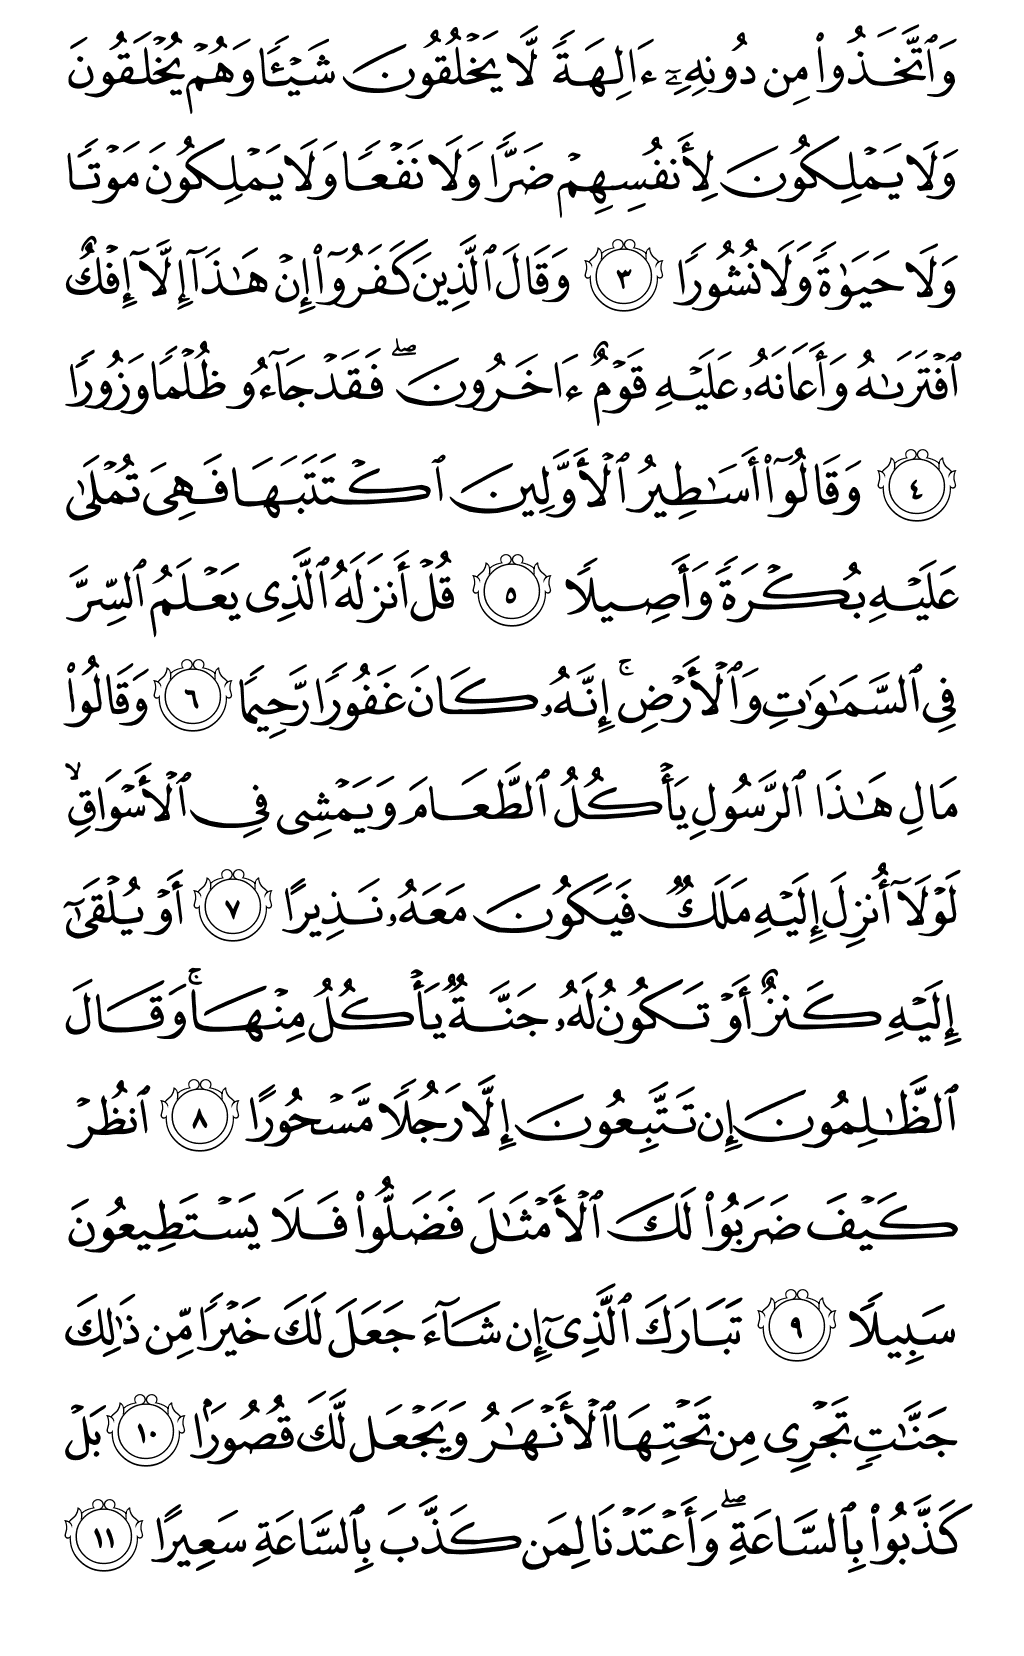 وَٱتَّخَذُوا۟ مِن دُونِهِۦٓ ءَالِهَةً لَّا يَخْلُقُونَ شَيْـًٔا وَهُمْ يُخْلَقُونَ
وَلَا يَمْلِكُونَ لِأَنفُسِهِمْ ضَرًّا وَلَا نَفْعًا وَلَا يَمْلِكُونَ مَوْتًا
وَلَا حَيَوٰةً وَلَا نُشُورًا ٣ وَقَالَ ٱلَّذِينَ كَفَرُوٓا۟ إِنْ هَـٰذَآ إِلَّآ إِفْكٌ
ٱفْتَرَىٰهُ وَأَعَانَهُۥ عَلَيْهِ قَوْمٌ ءَاخَرُونَ ۖ فَقَدْ جَآءُو ظُلْمًا وَزُورًا
٤ وَقَالُوٓا۟ أَسَـٰطِيرُ ٱلْأَوَّلِينَ ٱكْتَتَبَهَا فَهِىَ تُمْلَىٰ
عَلَيْهِ بُكْرَةً وَأَصِيلًا ٥ قُلْ أَنزَلَهُ ٱلَّذِى يَعْلَمُ ٱلسِّرَّ
فِى ٱلسَّمَـٰوَٰتِ وَٱلْأَرْضِ ۚ إِنَّهُۥ كَانَ غَفُورًا رَّحِيمًا ٦ وَقَالُوا۟
مَالِ هَـٰذَا ٱلرَّسُولِ يَأْكُلُ ٱلطَّعَامَ وَيَمْشِى فِى ٱلْأَسْوَاقِ ۙ
لَوْلَآ أُنزِلَ إِلَيْهِ مَلَكٌ فَيَكُونَ مَعَهُۥ نَذِيرًا ٧ أَوْ يُلْقَىٰٓ
إِلَيْهِ كَنزٌ أَوْ تَكُونُ لَهُۥ جَنَّةٌ يَأْكُلُ مِنْهَا ۚ وَقَالَ
ٱلظَّـٰلِمُونَ إِن تَتَّبِعُونَ إِلَّا رَجُلًا مَّسْحُورًا ٨ ٱنظُرْ
كَيْفَ ضَرَبُوا۟ لَكَ ٱلْأَمْثَـٰلَ فَضَلُّوا۟ فَلَا يَسْتَطِيعُونَ
سَبِيلًا ٩ تَبَارَكَ ٱلَّذِىٓ إِن شَآءَ جَعَلَ لَكَ خَيْرًا مِّن ذَٰلِكَ
جَنَّـٰتٍ تَجْرِى مِن تَحْتِهَا ٱلْأَنْهَـٰرُ وَيَجْعَل لَّكَ قُصُورًۢا ١٠ بَلْ
كَذَّبُوا۟ بِٱلسَّاعَةِ ۖ وَأَعْتَدْنَا لِمَن كَذَّبَ بِٱلسَّاعَةِ سَعِيرًا ١١